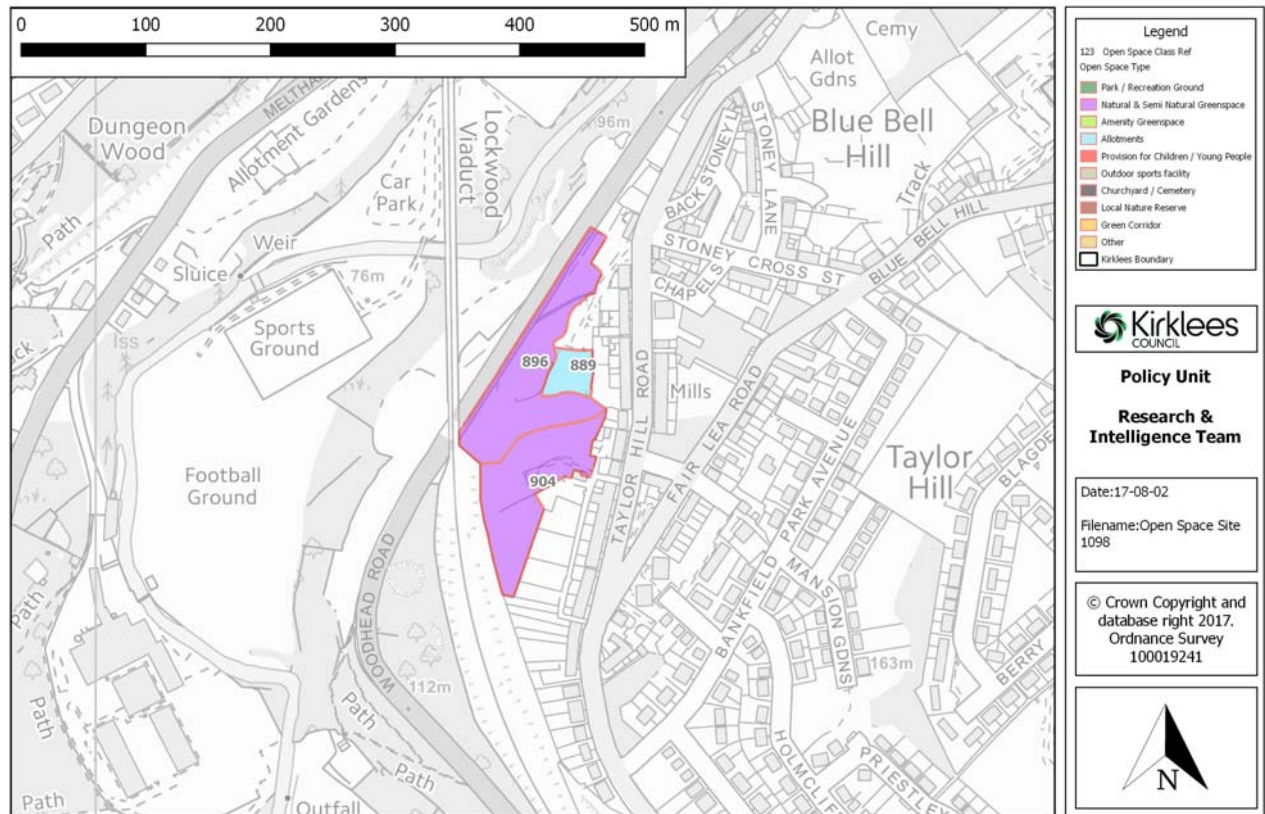 0 100 200 300 400 500 m
Cemy
Allot
Gdns
Blue Bell
Hill
Dungeon
Wood
Allotment Gardens
Lockwood
Viaduct
96m
STONEY LANE
Track
BLUE BELL HILL
Path
Car
Park
Weir
Sluice
76m
STONEY CROSS ST
Iss
Sports
Ground
896
889
TAYLOR HILL ROAD
Mills
FAIR LEA ROAD
Football
Ground
904
PARK AVENUE
BANKFIELD
Taylor
Hill
WOODHEAD ROAD
MANSION GDNS
Path
Path
Path
112m
163m
BERRY
PRIESTLEY
Path
Path
Path
Outfall
Legend
123 Open Space Class Ref
Open Space Type
Park / Recreation Ground
Natural & Semi Natural Greenspace
Amenity Greenspace
Allotments
Provision for Children / Young People
Outdoor sports facility
Churchyard / Cemetery
Local Nature Reserve
Green Corridor
Other
Kirklees Boundary
Kirklees
COUNCIL
Policy Unit
Research &
Intelligence Team
Date:17-08-02
Filename:Open Space Site
1098
© Crown Copyright and
database right 2017.
Ordnance Survey
100019241
N